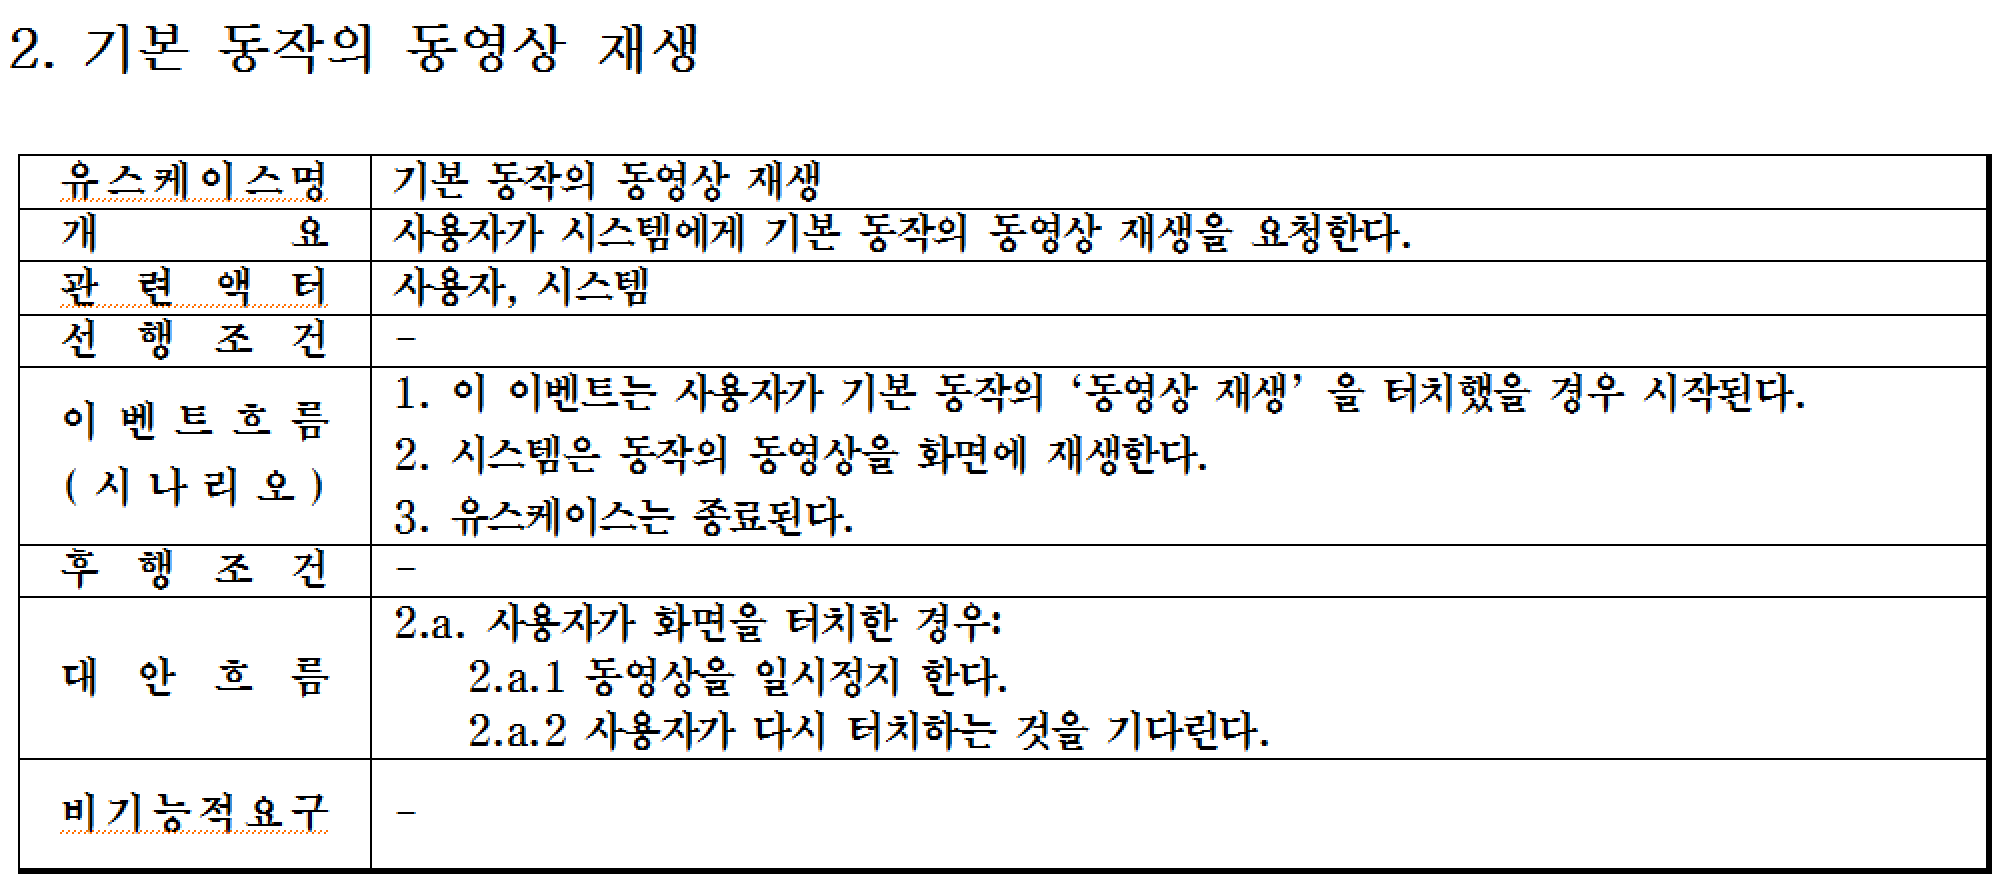 2. 기본 동작의 동영상 재생
유스케이스명 기본 동작의 동영상 재생
개 요 사용자가 시스템에게 기본 동작의 동영상 재생을 요청한다.
관 련 액 터 사용자, 시스템
선 행 조 건 -
이 벤 트 흐 름
( 시 나 리 오 )
1. 이 이벤트는 사용자가 기본 동작의 ‘동영상 재생’ 을 터치했을 경우 시작된다.
2. 시스템은 동작의 동영상을 화면에 재생한다.
3. 유스케이스는 종료된다.
후 행 조 건 -
대 안 흐 름
2.a. 사용자가 화면을 터치한 경우:
2.a.1 동영상을 일시정지 한다.
2.a.2 사용자가 다시 터치하는 것을 기다린다.
비기능적요구 -